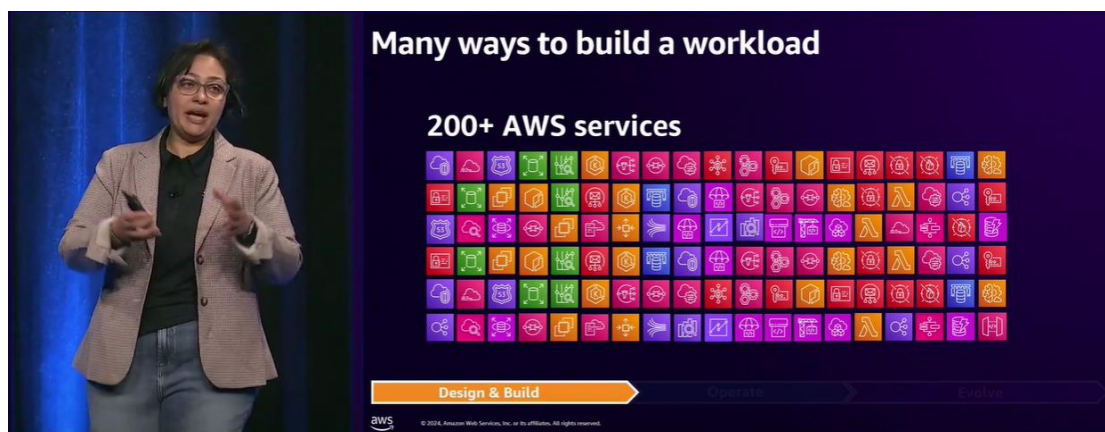 Many ways to build a workload
200+ AWS services
Design & Build
Operate
Evolve
aws
© 2024, Amazon Web Services, Inc. or its affiliates. All rights reserved.